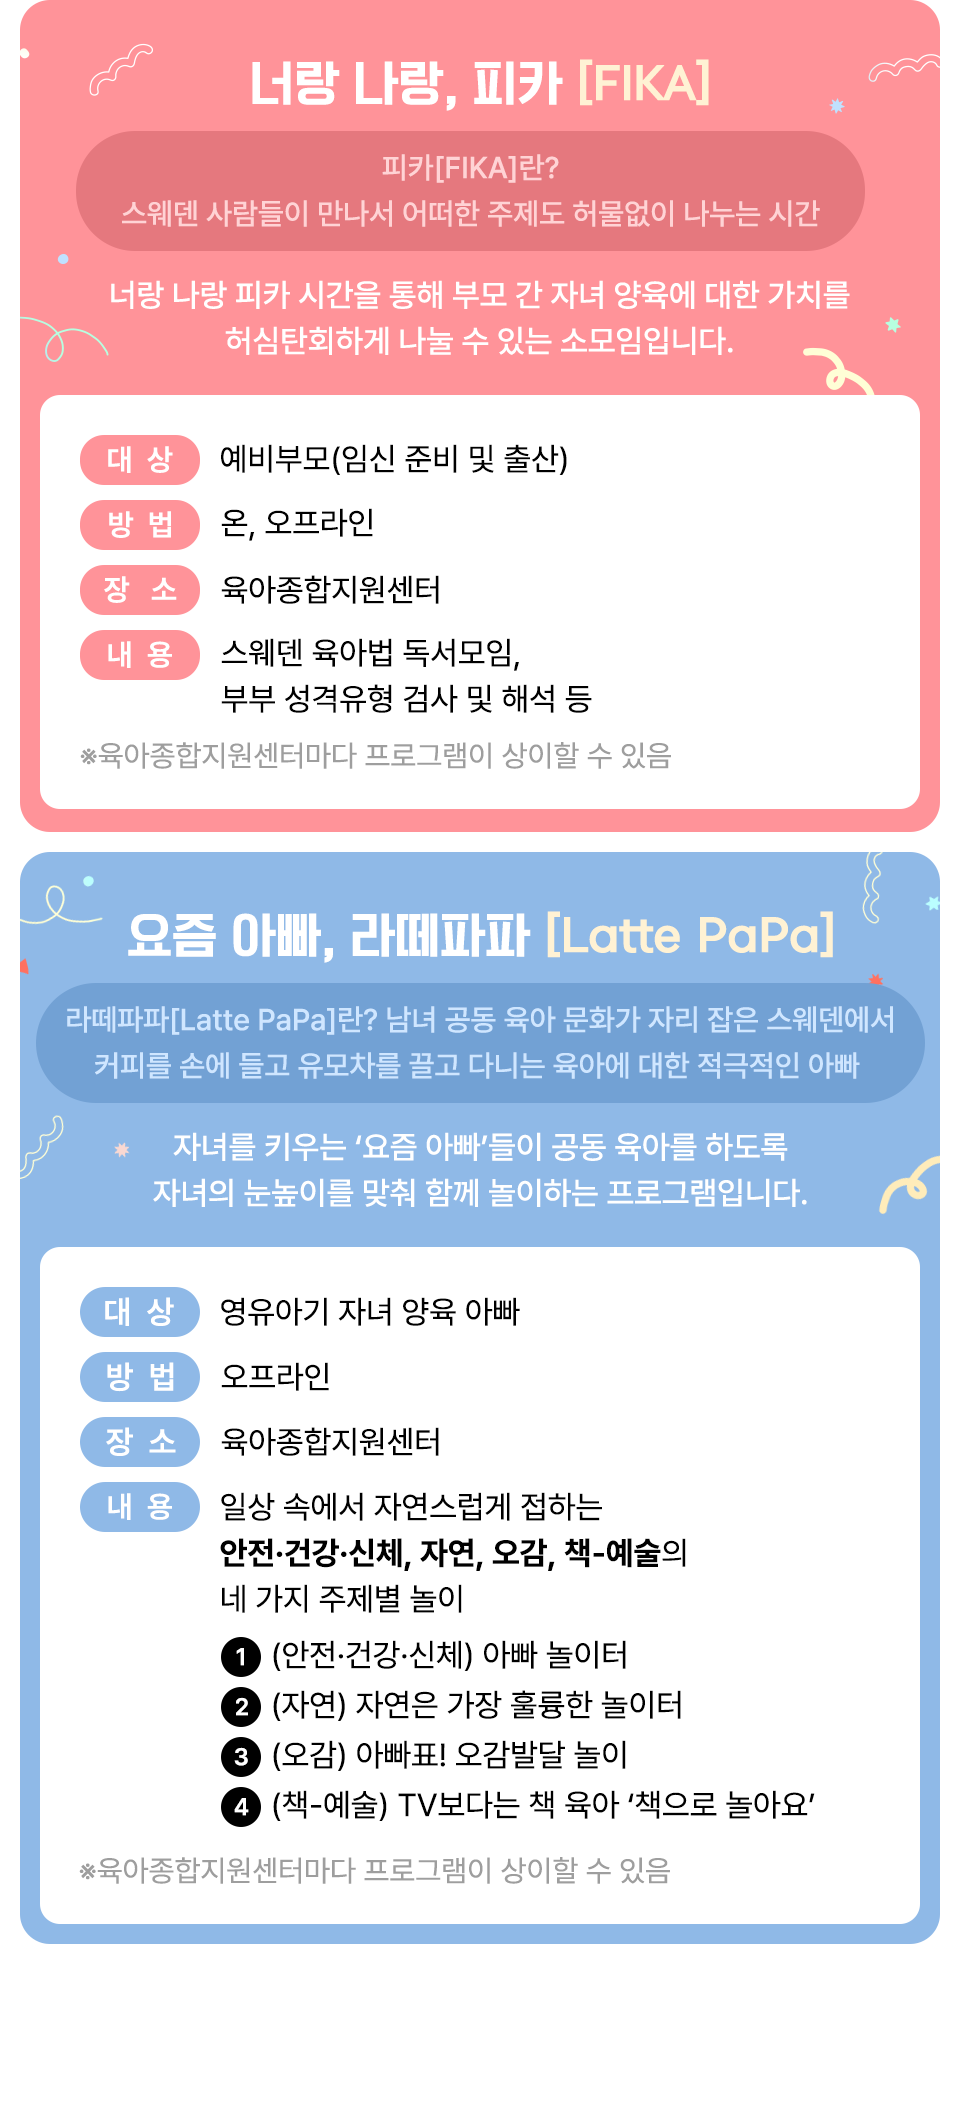 너랑 나랑, 피카 [FIKA]
피카[FIKA]란?
스웨덴 사람들이 만나서 어떠한 주제도 허물없이 나누는 시간
너랑 나랑 피카 시간을 통해 부모 간 자녀 양육에 대한 가치를
허심탄회하게 나눌 수 있는 소모임입니다.
대 상 예비부모(임신 준비 및 출산)
방 법 온, 오프라인
장 소 육아종합지원센터
내 용 스웨덴 육아법 독서모임,
부부 성격유형 검사 및 해석 등
※육아종합지원센터마다 프로그램이 상이할 수 있음
요즘 아빠, 라떼파파 [Latte PaPa]
라떼파파[Latte PaPa]란? 남녀 공동 육아 문화가 자리 잡은 스웨덴에서
커피를 손에 들고 유모차를 끌고 다니는 육아에 대한 적극적인 아빠
자녀를 키우는 ‘요즘 아빠’들이 공동 육아를 하도록
자녀의 눈높이를 맞춰 함께 놀이하는 프로그램입니다.
대 상 영유아기 자녀 양육 아빠
방 법 오프라인
장 소 육아종합지원센터
내 용 일상 속에서 자연스럽게 접하는
안전·건강·신체, 자연, 오감, 책-예술의
네 가지 주제별 놀이
1 (안전·건강·신체) 아빠 놀이터
2 (자연) 자연은 가장 훌륭한 놀이터
3 (오감) 아빠표! 오감발달 놀이
4 (책-예술) TV보다는 책 육아 ‘책으로 놀아요’
※육아종합지원센터마다 프로그램이 상이할 수 있음